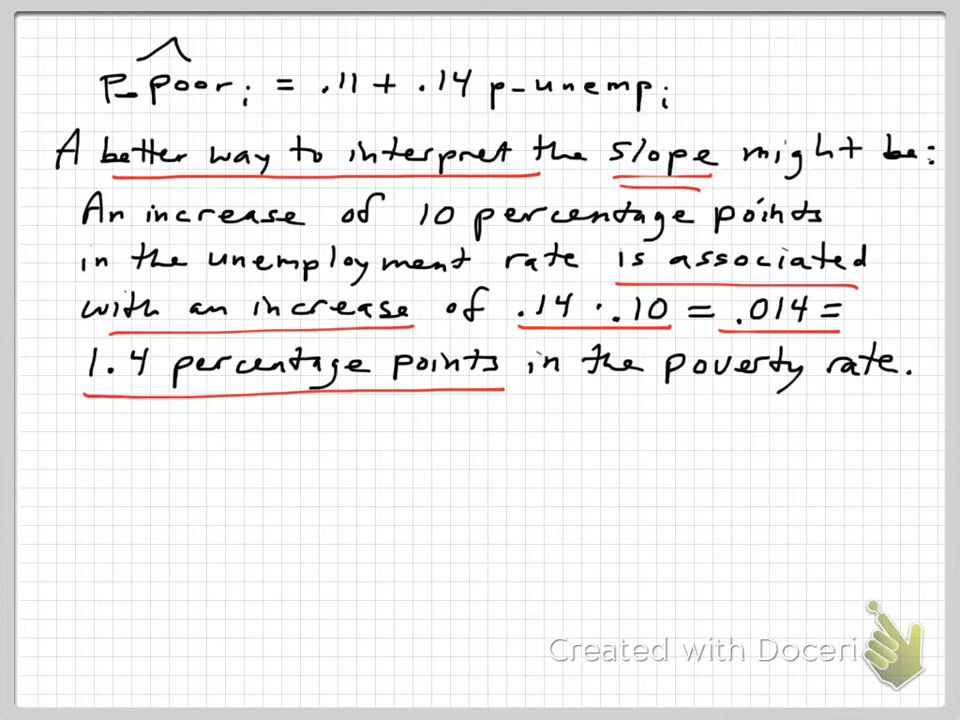 p_poorᵢ = .11 + .14 p-unempᵢ
A better way to interpret the slope might be:
An increase of 10 percentage points
in the unemployment rate is associated
with an increase of .14 · .10 = .014 =
1.4 percentage points in the poverty rate.
Created with Doceri